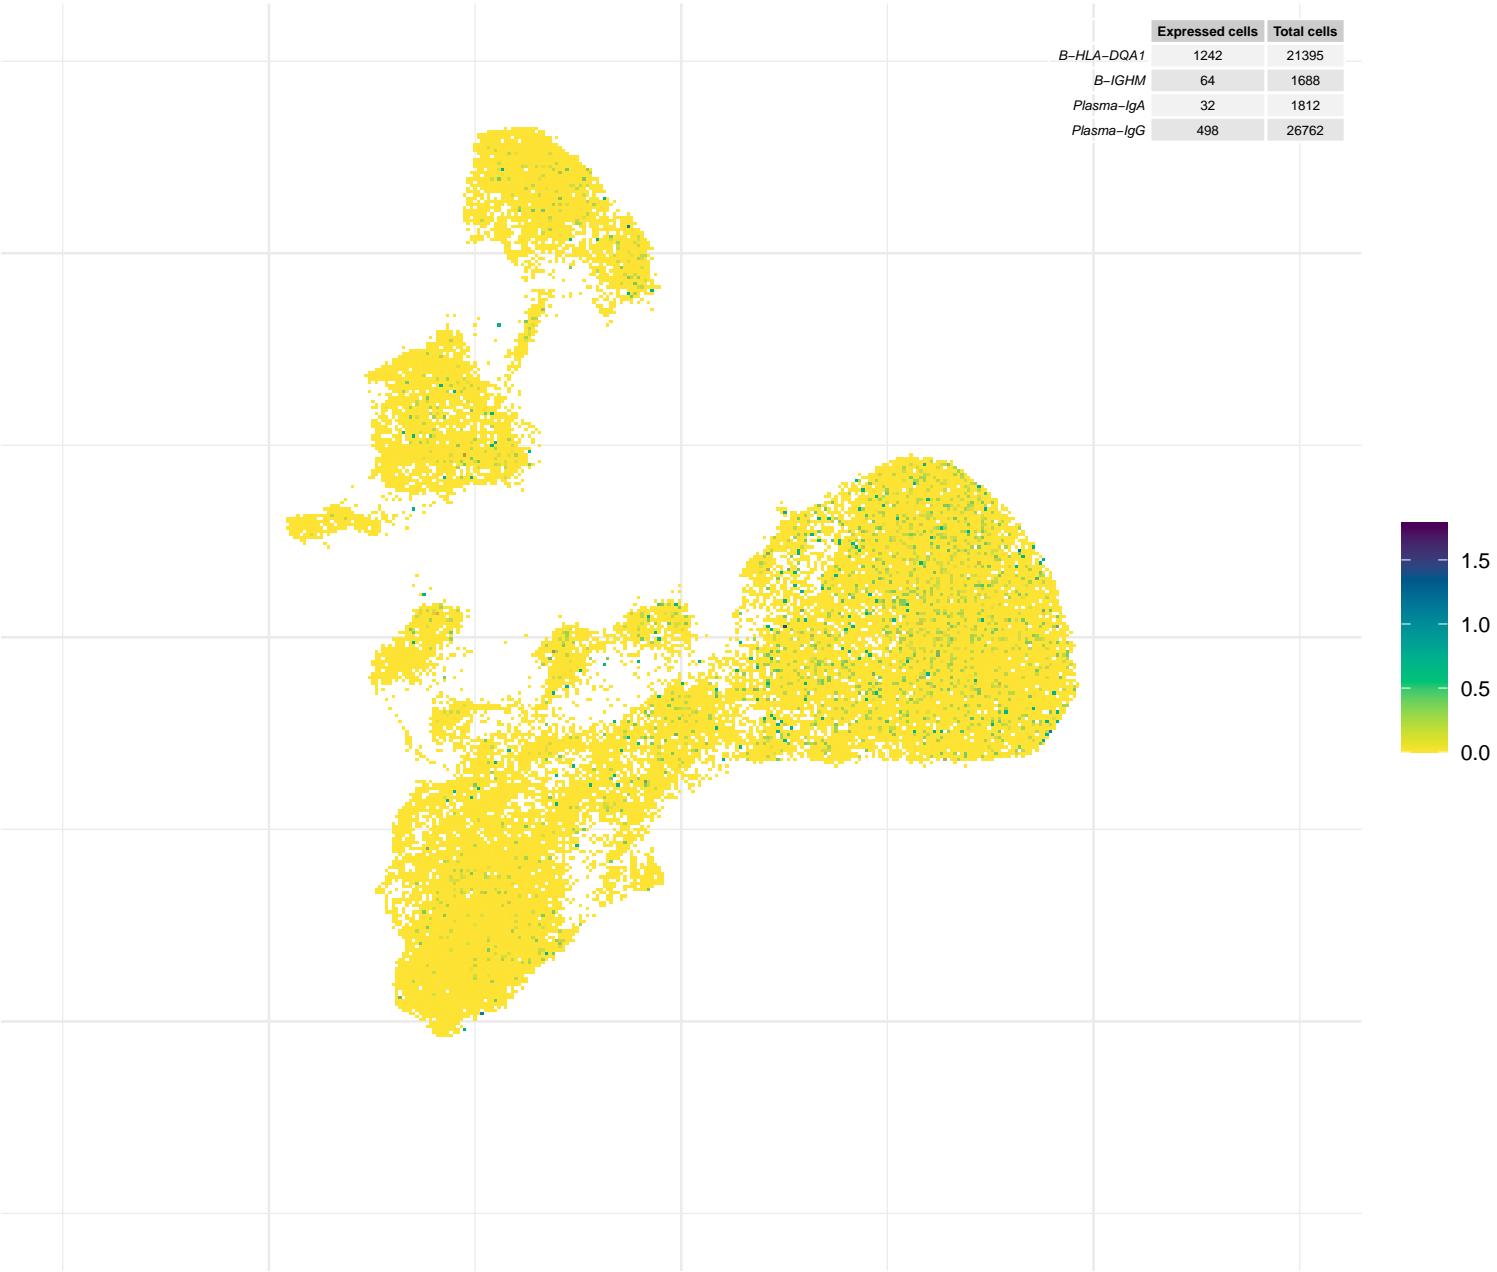 Expressed cells Total cells
B-HLA-DQA1 1242 21395
B-IGHM 64 1688
Plasma-IgA 32 1812
Plasma-IgG 498 26762
1.5
1.0
0.5
0.0